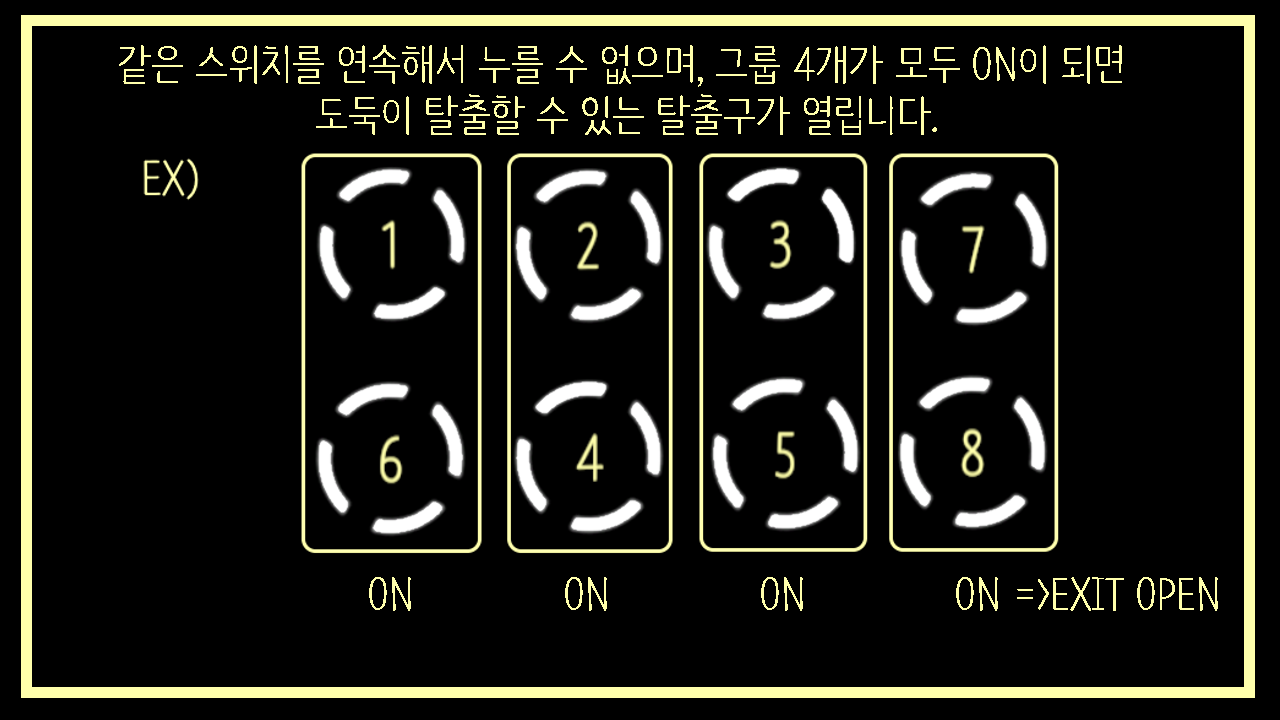 같은 스위치를 연속해서 누를 수 없으며, 그룹 4개가 모두 ON이 되면
도둑이 탈출할 수 있는 탈출구가 열립니다.
EX)
1 2 3 7
6 4 5 8
ON ON ON ON =>EXIT OPEN